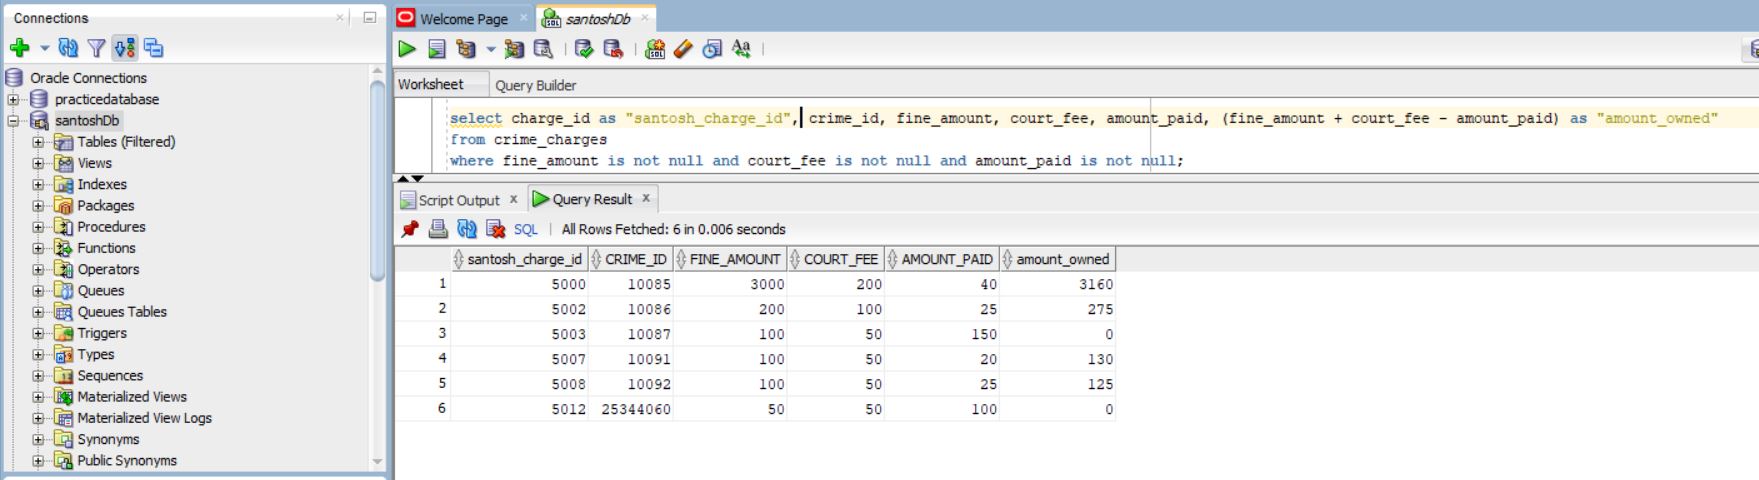 Connections
Oracle Connections
practicedatabase
santoshDb
Tables (Filtered)
Views
Indexes
Packages
Procedures
Functions
Operators
Queues
Queues Tables
Triggers
Types
Sequences
Materialized Views
Materialized View Logs
Synonyms
Public Synonyms
Welcome Page
santoshDb
Worksheet Query Builder
select charge_id as "santosh_charge_id", crime_id, fine_amount, court_fee, amount_paid, (fine_amount + court_fee - amount_paid) as "amount_owned"
from crime_charges
where fine_amount is not null and court_fee is not null and amount_paid is not null;
Script Output x Query Result x
SQL | All Rows Fetched: 6 in 0.006 seconds
santosh_charge_id CRIME_ID FINE_AMOUNT COURT_FEE AMOUNT_PAID amount_owned
1 5000 10085 3000 200 40 3160
2 5002 10086 200 100 25 275
3 5003 10087 100 50 150 0
4 5007 10091 100 50 20 130
5 5008 10092 100 50 25 125
6 5012 25344060 50 50 100 0